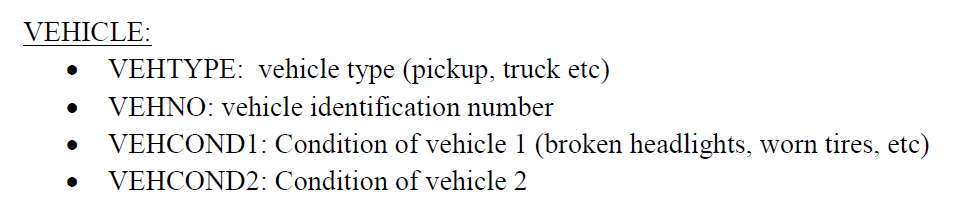 VEHICLE:
• VEHTYPE:  vehicle type (pickup, truck etc)
• VEHNO: vehicle identification number
• VEHCOND1: Condition of vehicle 1 (broken headlights, worn tires, etc)
• VEHCOND2: Condition of vehicle 2